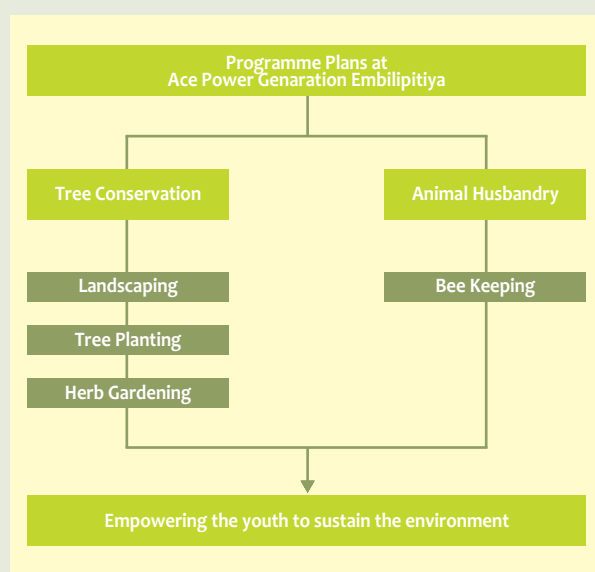 Programme Plans at
Ace Power Genaration Embilipitiya
Tree Conservation
Animal Husbandry
Landscaping
Bee Keeping
Tree Planting
Herb Gardening
Empowering the youth to sustain the environment